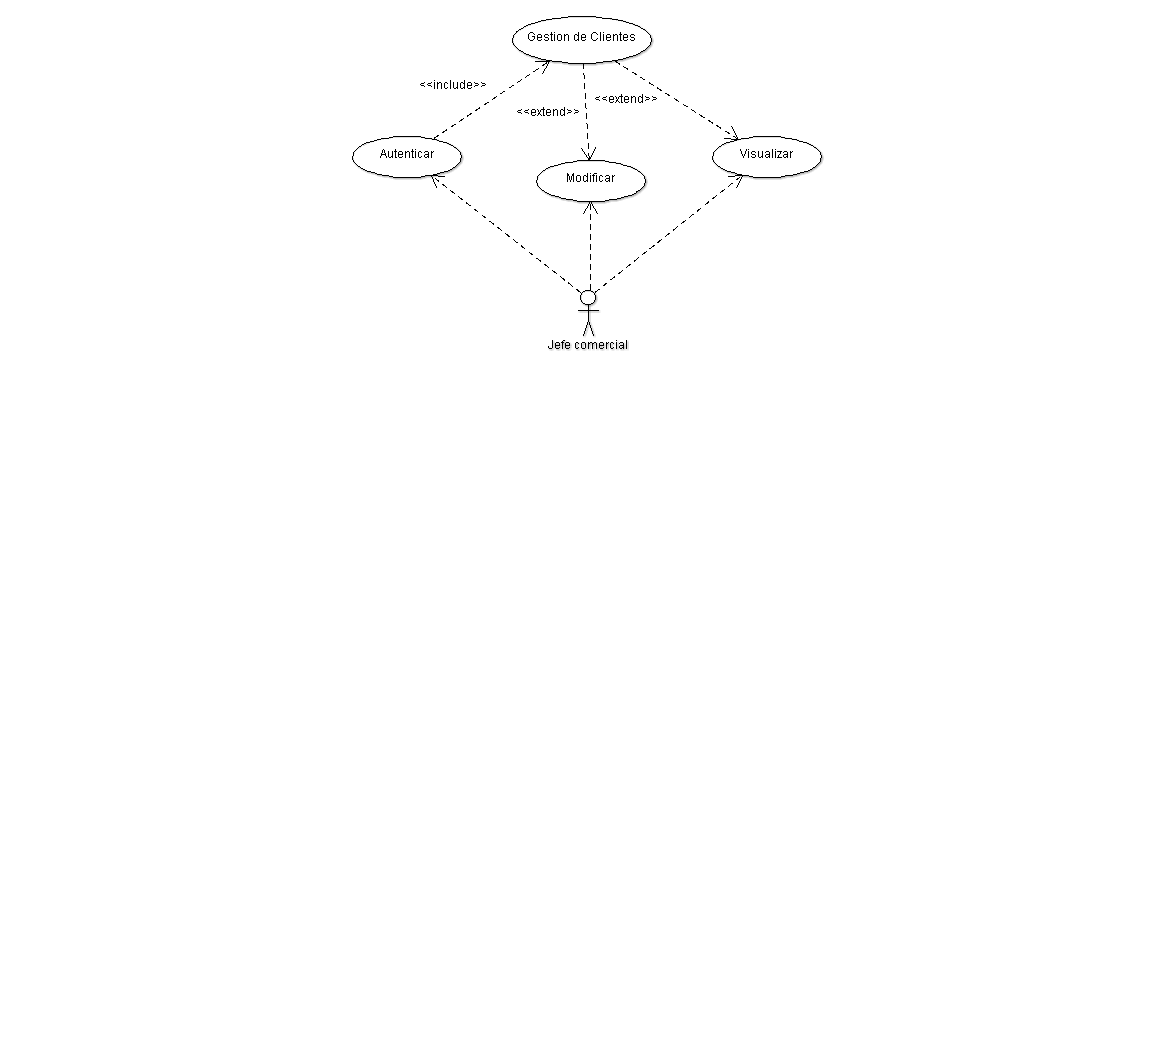 Gestion de Clientes
<<include>>
<<extend>>
<<extend>>
Autenticar
Visualizar
Modificar
Jefe comercial